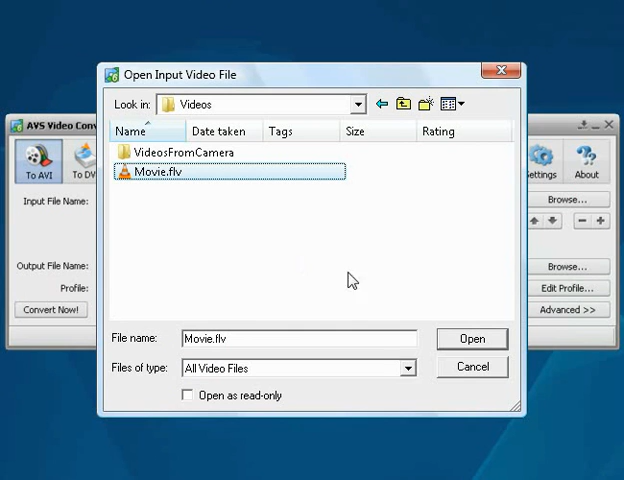 Open Input Video File
Look in: Videos
Name Date taken Tags Size Rating
VideosFromCamera
Movie.flv
File name: Movie.flv
Open
Files of type: All Video Files
Cancel
Open as read-only
AVS Video Conv
To AVI
To DV
Settings
About
Input File Name:
Browse...
Output File Name:
Browse...
Profile:
Edit Profile...
Convert Now!
Advanced >>